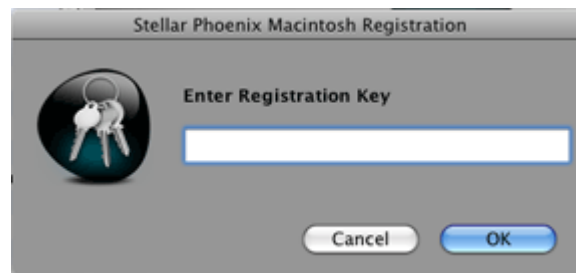 Stellar Phoenix Macintosh Registration
Enter Registration Key
Cancel
OK